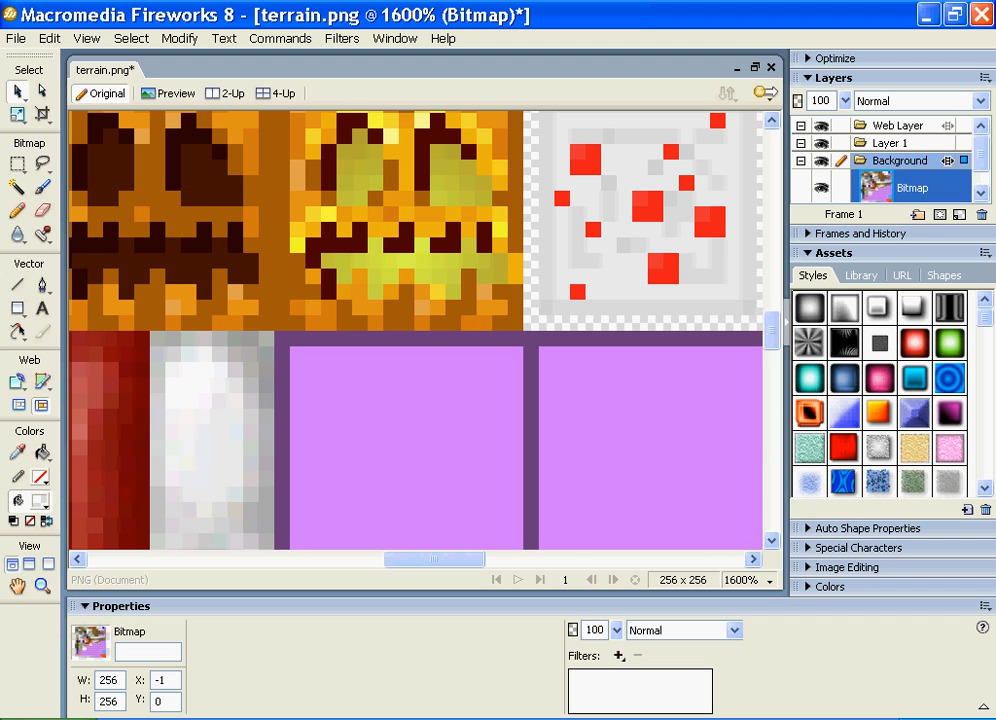 Macromedia Fireworks 8 - [terrain.png @ 1600% (Bitmap)*]
File Edit View Select Modify Text Commands Filters Window Help
Select
Bitmap
Vector
Web
Colors
View
terrain.png*
Original Preview 2-Up 4-Up
PNG (Document) 1 256 x 256 1600%
Optimize
Layers
100 Normal
Web Layer
Layer 1
Background
Bitmap
Frame 1
Frames and History
Assets
Styles Library URL Shapes
Auto Shape Properties
Special Characters
Image Editing
Colors
Properties
Bitmap
W: 256 X: -1
H: 256 Y: 0
100 Normal
Filters: